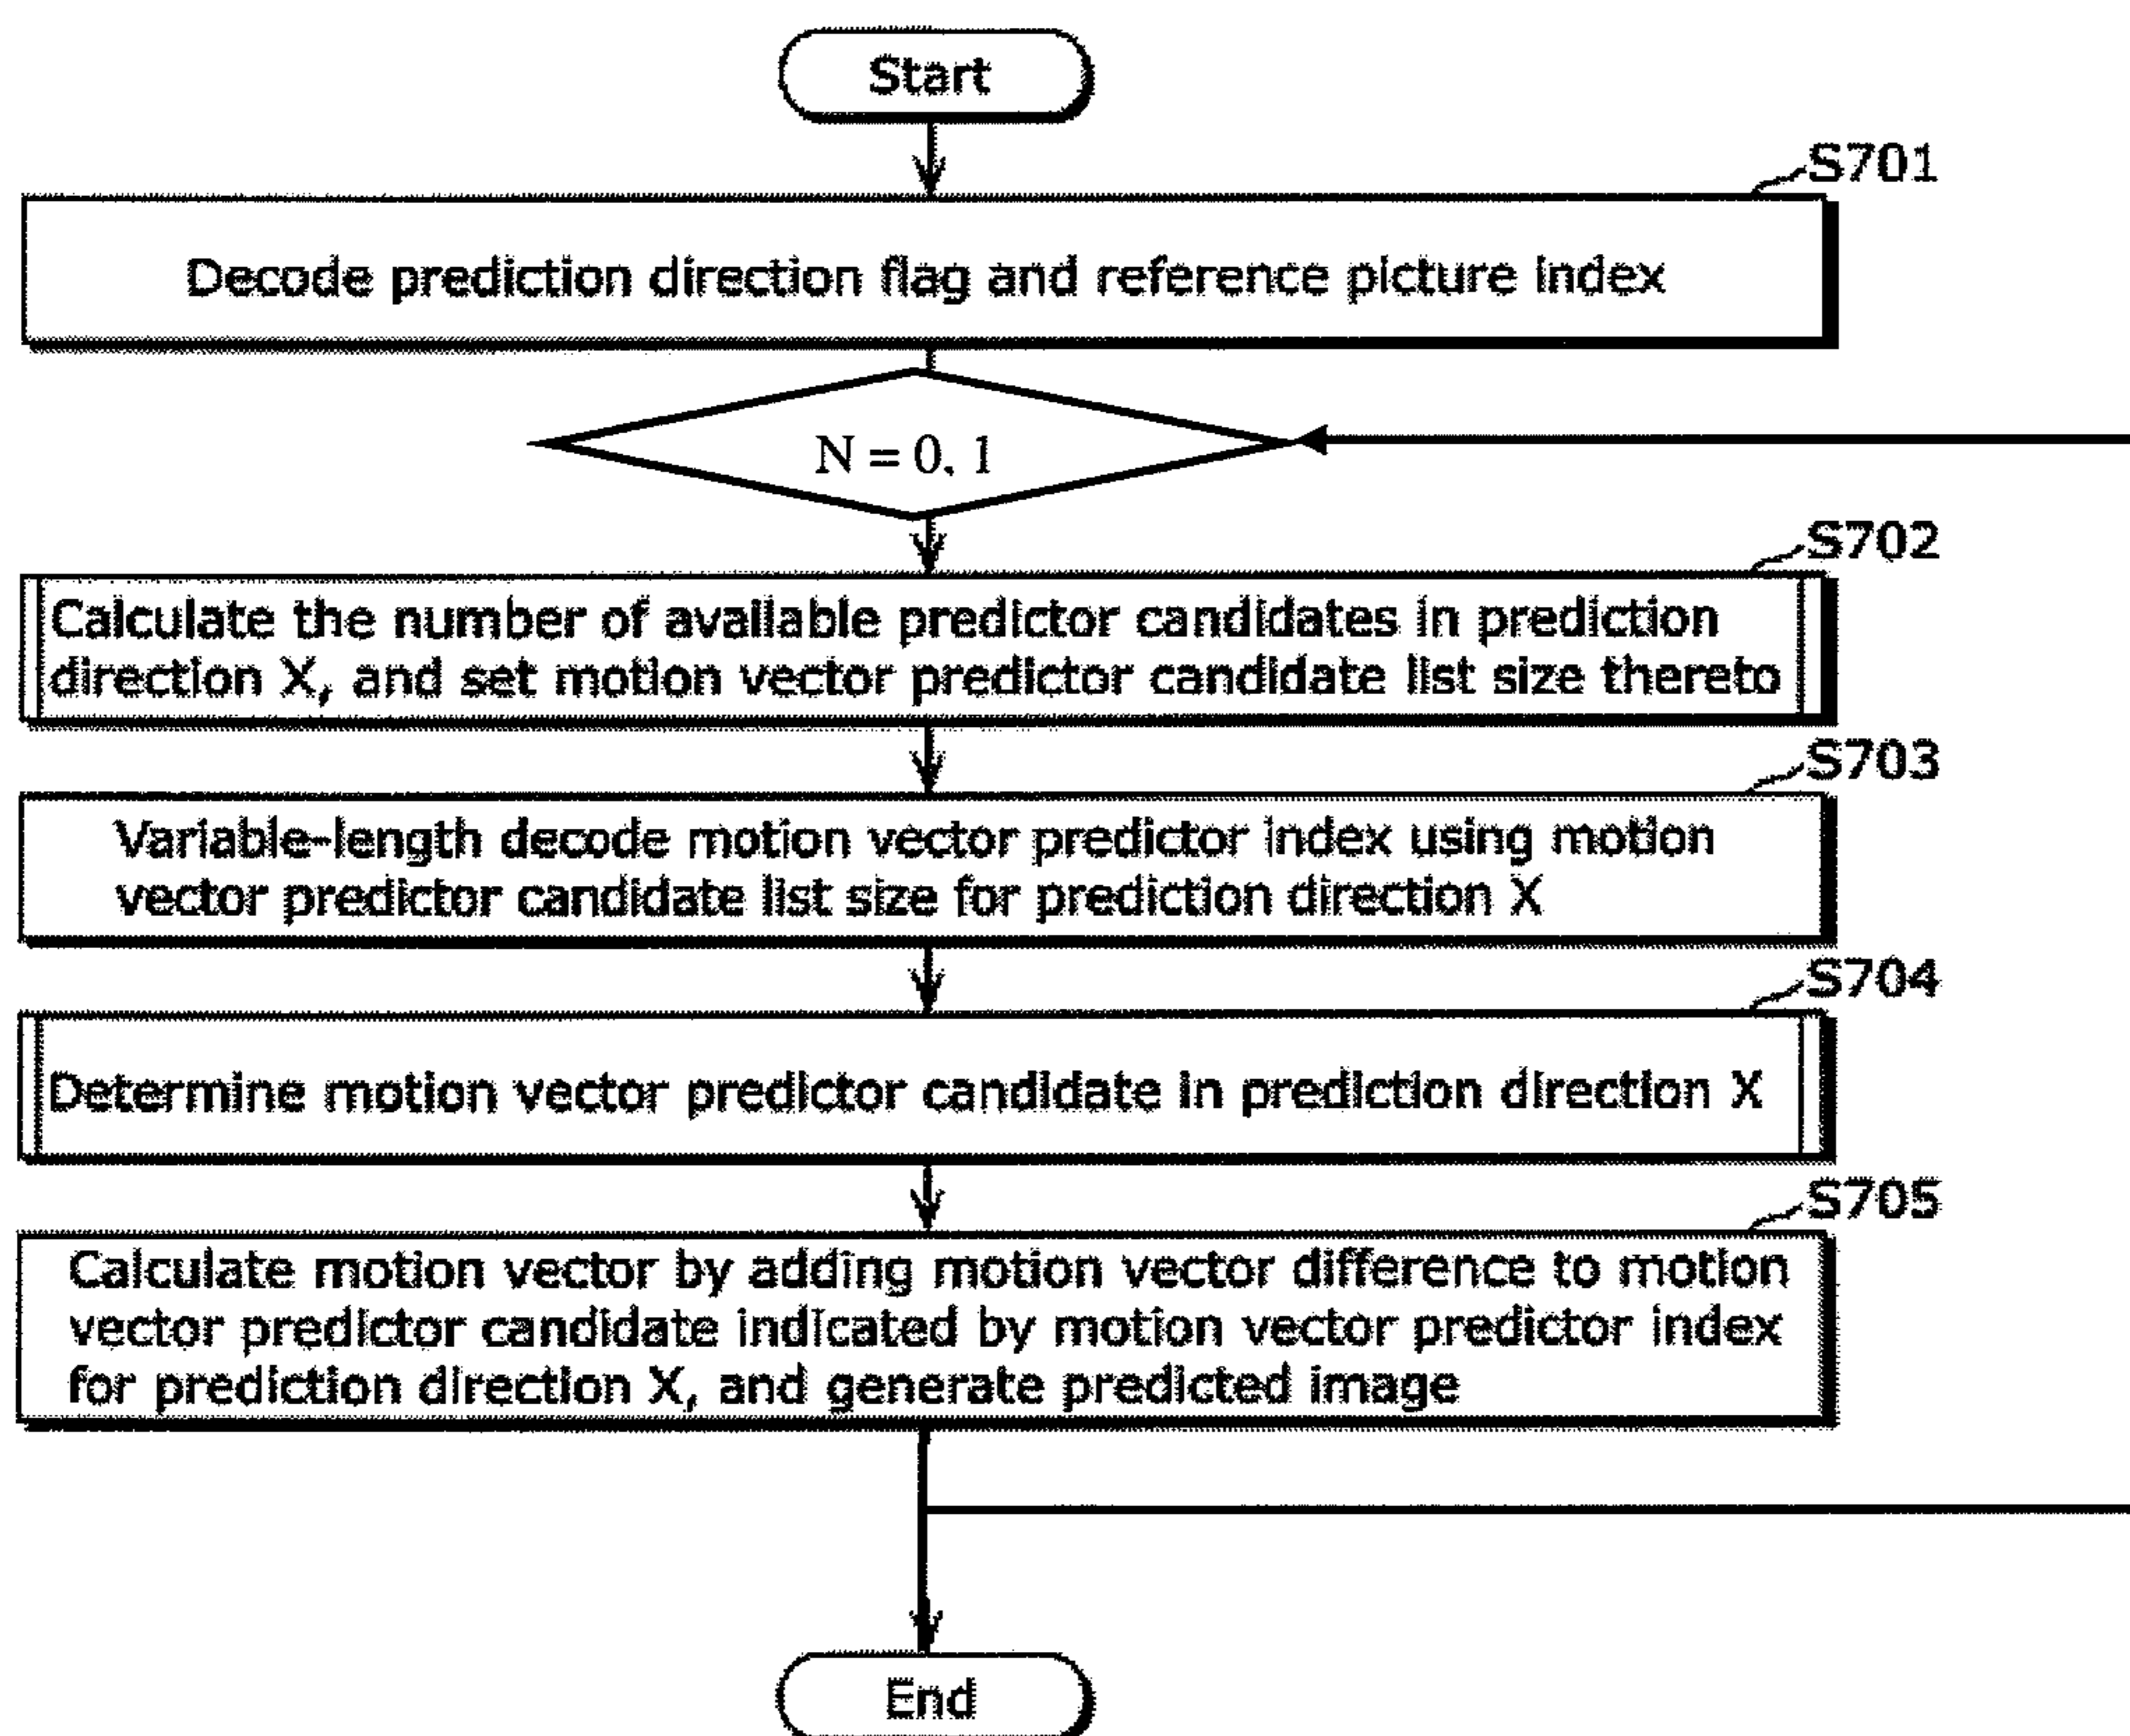 Start
S701
Decode prediction direction flag and reference picture index
N = 0, 1
S702
Calculate the number of available predictor candidates in prediction
direction X, and set motion vector predictor candidate list size thereto
S703
Variable-length decode motion vector predictor index using motion
vector predictor candidate list size for prediction direction X
S704
Determine motion vector predictor candidate in prediction direction X
S705
Calculate motion vector by adding motion vector difference to motion
vector predictor candidate indicated by motion vector predictor index
for prediction direction X, and generate predicted image
End